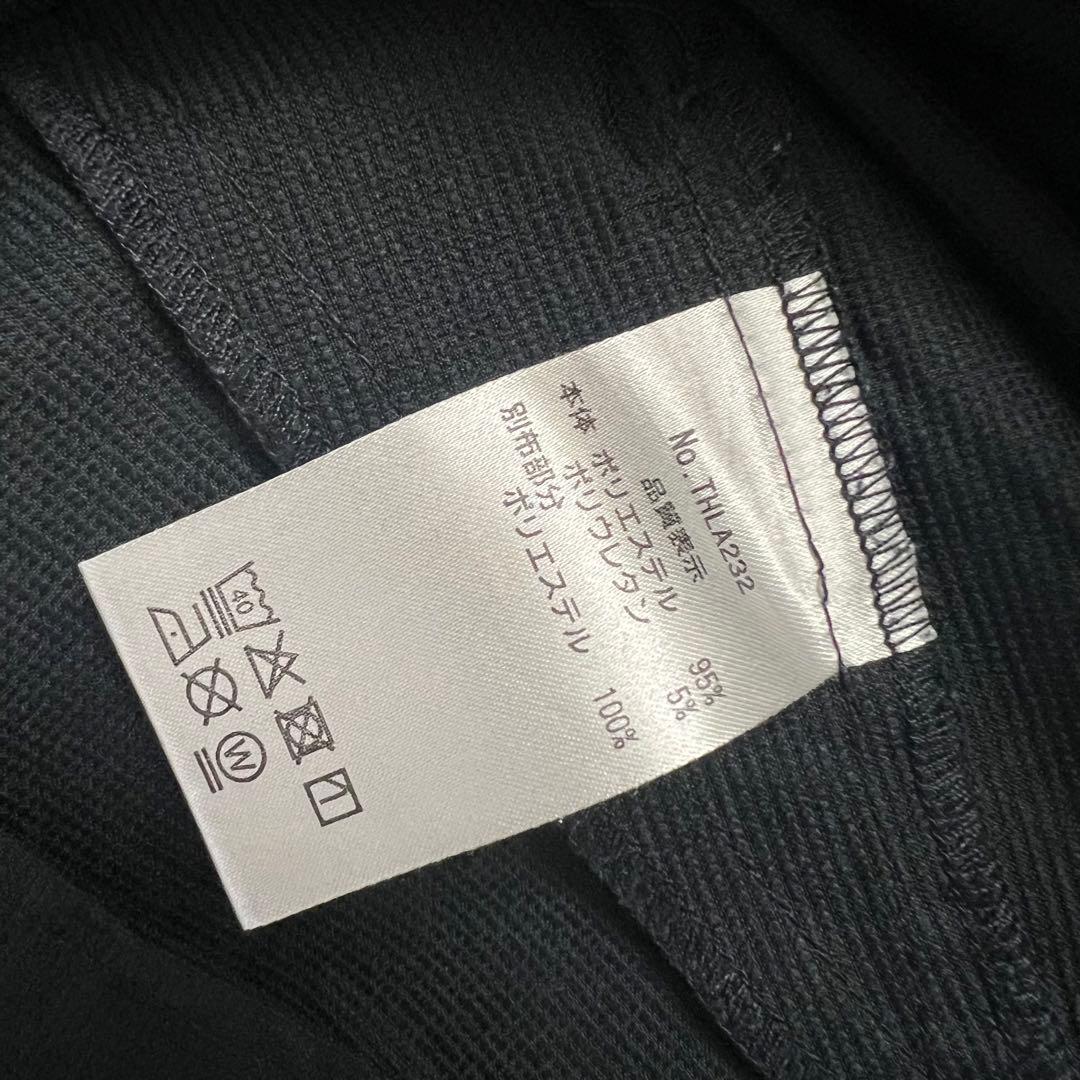 No.THLA232
品質表示
本体 ポリエステル 95%
ポリウレタン 5%
別布部分
ポリエステル 100%
40
W